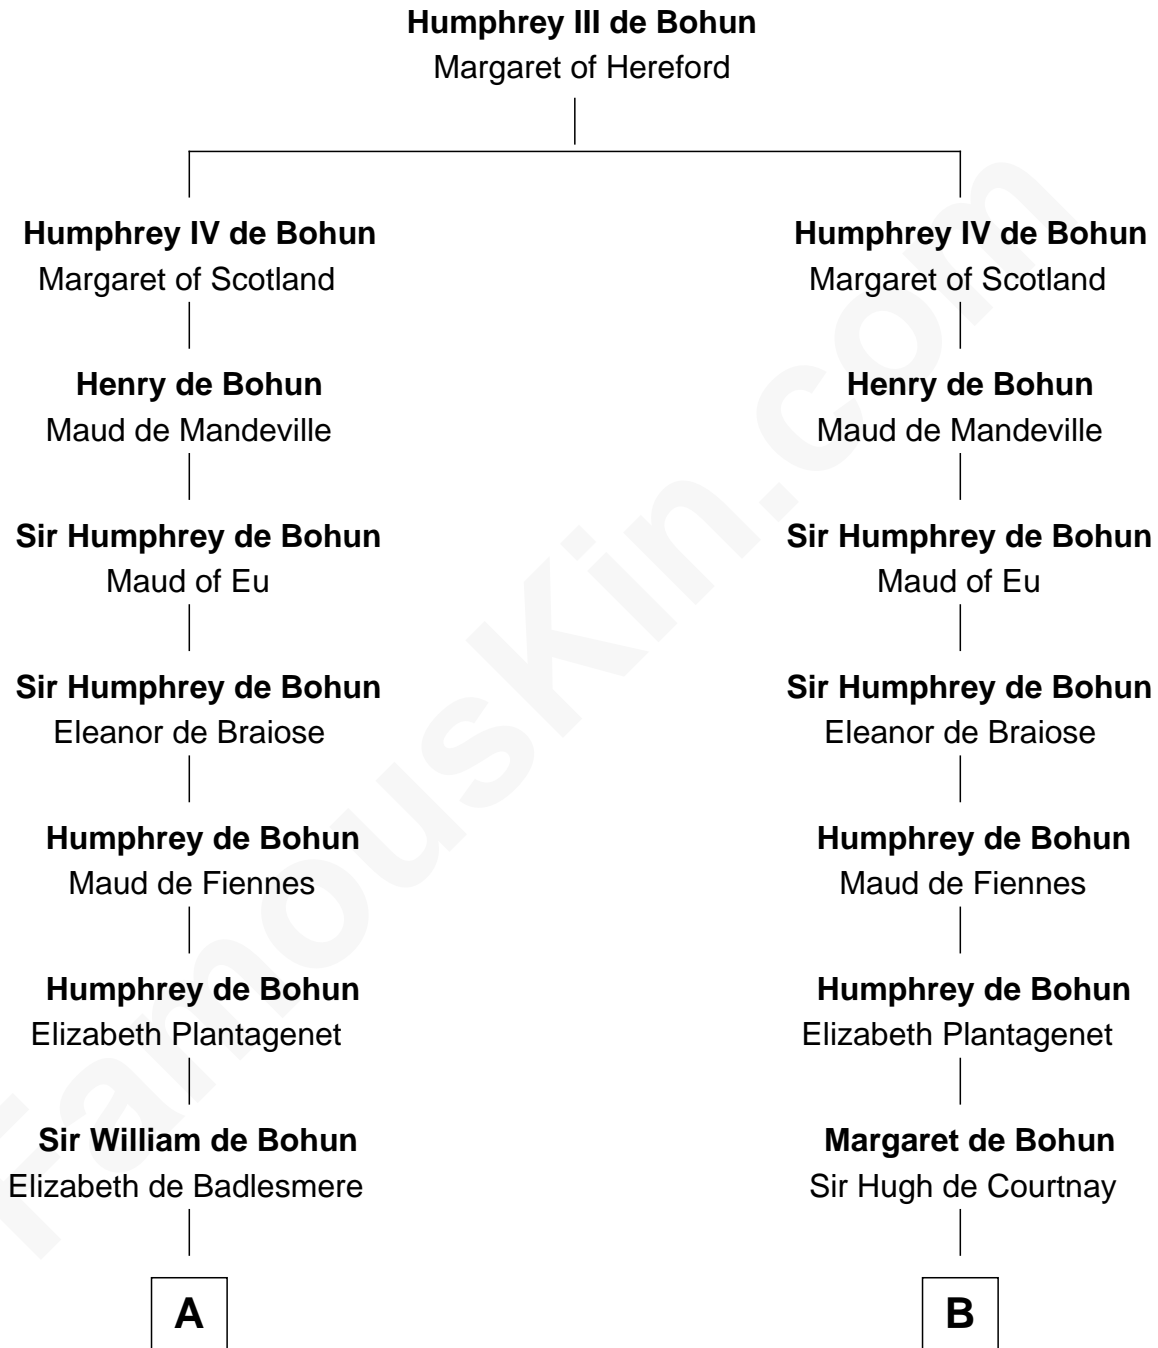 Humphrey III de Bohun
Margaret of Hereford
Humphrey IV de Bohun
Margaret of Scotland
Henry de Bohun
Maud de Mandeville
Sir Humphrey de Bohun
Maud of Eu
Sir Humphrey de Bohun
Eleanor de Braiose
Humphrey de Bohun
Maud de Fiennes
Humphrey de Bohun
Elizabeth Plantagenet
Sir William de Bohun
Elizabeth de Badlesmere
A
Humphrey IV de Bohun
Margaret of Scotland
Henry de Bohun
Maud de Mandeville
Sir Humphrey de Bohun
Maud of Eu
Sir Humphrey de Bohun
Eleanor de Braiose
Humphrey de Bohun
Maud de Fiennes
Humphrey de Bohun
Elizabeth Plantagenet
Margaret de Bohun
Sir Hugh de Courtnay
B
FamousKin.com